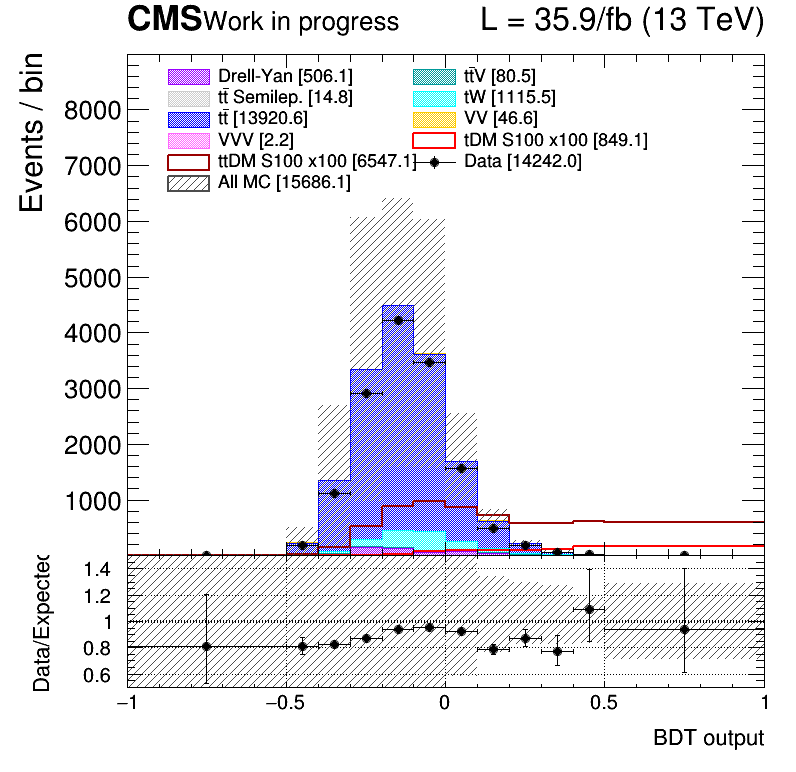 CMS Work in progress L = 35.9/fb (13 TeV)
Events / bin
Drell-Yan [506.1] tt̄V [80.5]
tt̄ Semilep. [14.8] tW [1115.5]
tt̄ [13920.6] VV [46.6]
VVV [2.2] tDM S100 x100 [849.1]
ttDM S100 x100 [6547.1] Data [14242.0]
All MC [15686.1]
8000
7000
6000
5000
4000
3000
2000
1000
Data/Expected
1.4
1.2
1
0.8
0.6
−1 −0.5 0 0.5 1
BDT output